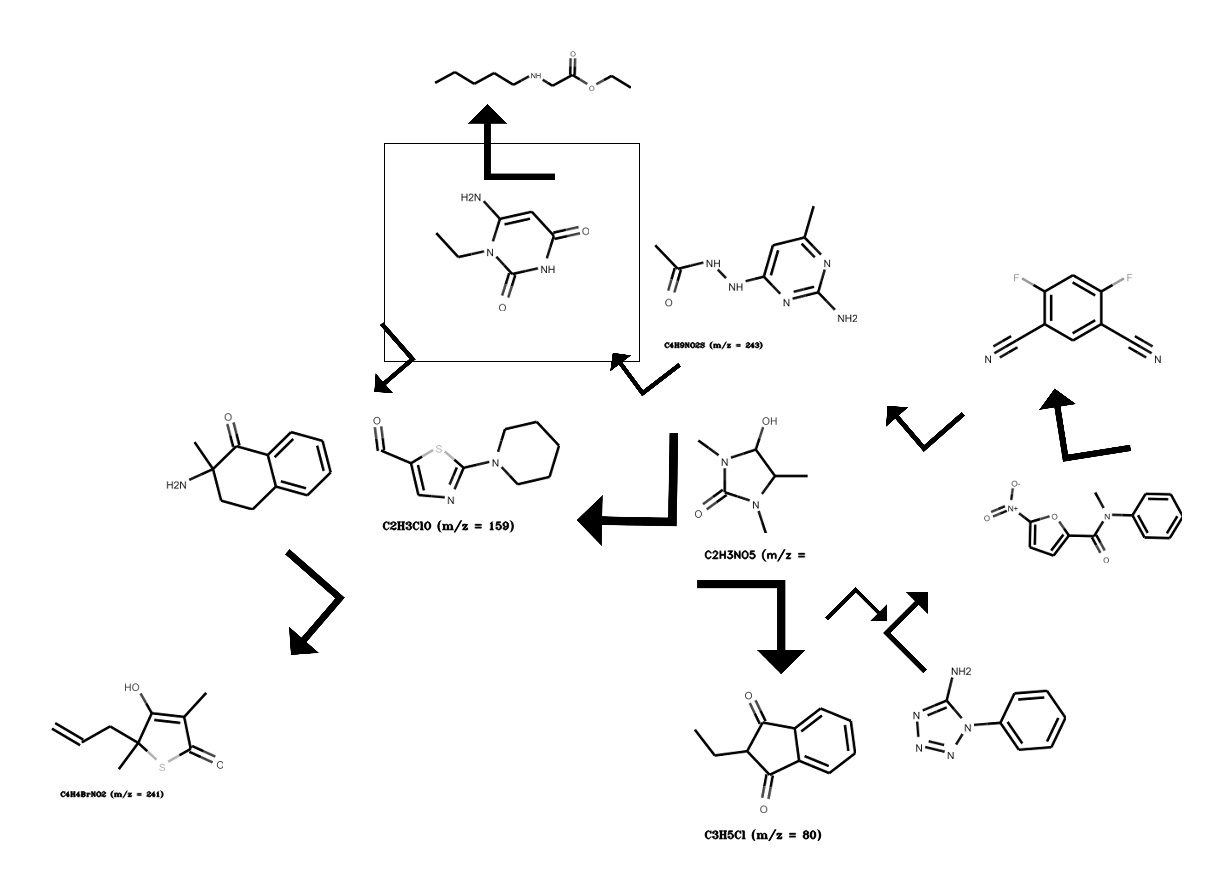 O
NH
O
H2N
O
N
NH
O
NH
N
O
NH
N
NH2
C4H9NO2S (m/z = 243)
F
F
N
N
O
H2N
O
S
N
N
C2H3ClO (m/z = 159)
OH
N
O
N
C2H3NO5 (m/z =
O-
N+
O
O
N
O
HO
S
O
C4H4BrNO2 (m/z = 241)
O
O
C3H5Cl (m/z = 80)
NH2
N
N
N
N